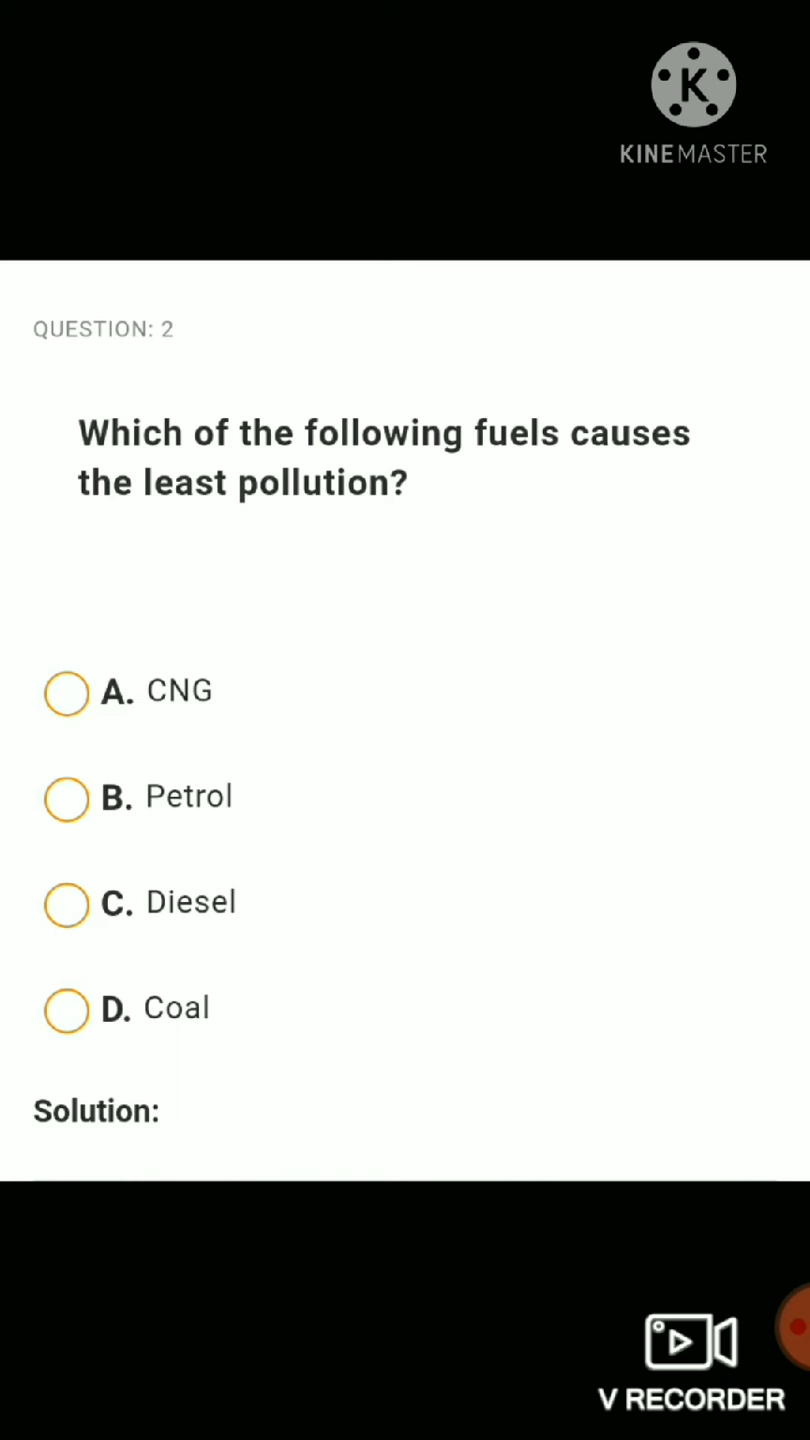 K
KINEMASTER
QUESTION: 2
Which of the following fuels causes
the least pollution?
A. CNG
B. Petrol
C. Diesel
D. Coal
Solution:
V RECORDER